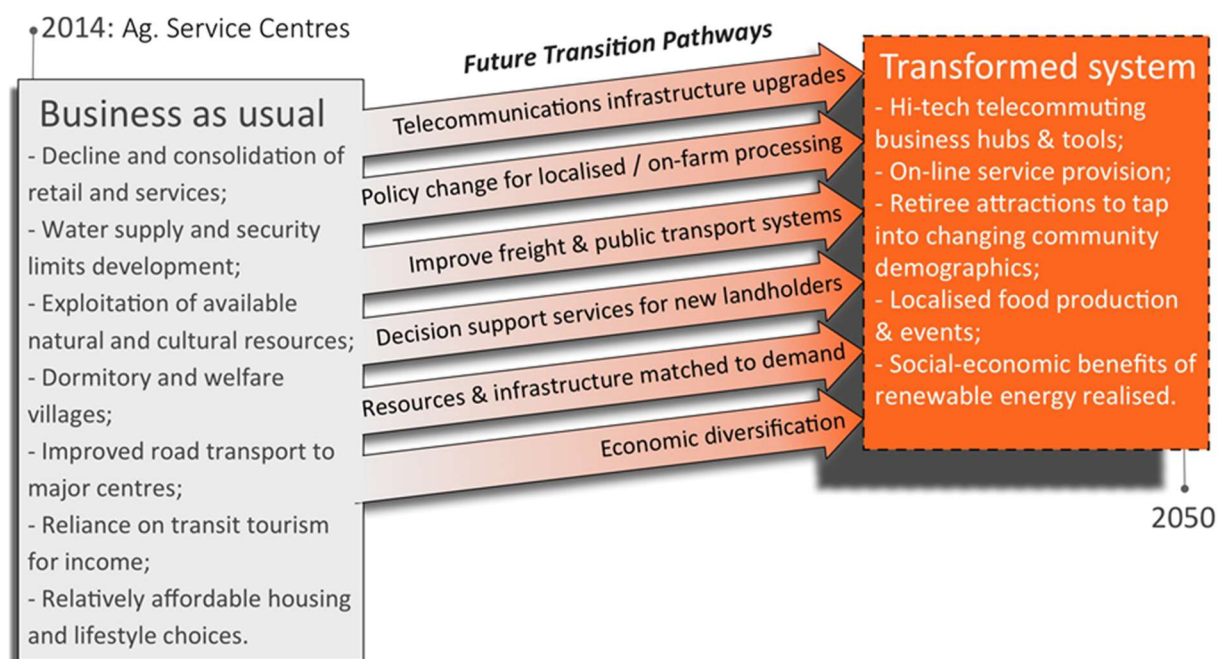 2014: Ag. Service Centres
Business as usual
- Decline and consolidation of
retail and services;
- Water supply and security
limits development;
- Exploitation of available
natural and cultural resources;
- Dormitory and welfare
villages;
- Improved road transport to
major centres;
- Reliance on transit tourism
for income;
- Relatively affordable housing
and lifestyle choices.
Future Transition Pathways
Telecommunications infrastructure upgrades
Policy change for localised / on-farm processing
Improve freight & public transport systems
Decision support services for new landholders
Resources & infrastructure matched to demand
Economic diversification
Transformed system
- Hi-tech telecommuting
business hubs & tools;
- On-line service provision;
- Retiree attractions to tap
into changing community
demographics;
- Localised food production
& events;
- Social-economic benefits of
renewable energy realised.
2050